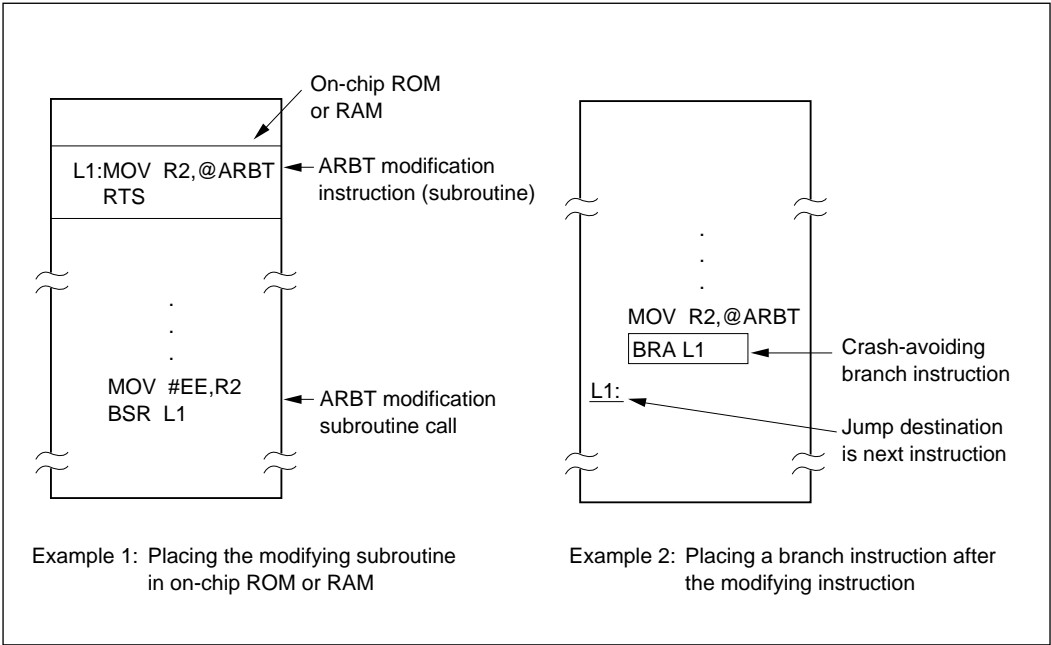 On-chip ROM
or RAM
L1:MOV R2,@ARBT
RTS
ARBT modification
instruction (subroutine)
.
.
.
MOV #EE,R2
BSR L1
ARBT modification
subroutine call
Example 1: Placing the modifying subroutine
in on-chip ROM or RAM
.
.
.
MOV R2,@ARBT
BRA L1
Crash-avoiding
branch instruction
L1:
Jump destination
is next instruction
Example 2: Placing a branch instruction after
the modifying instruction